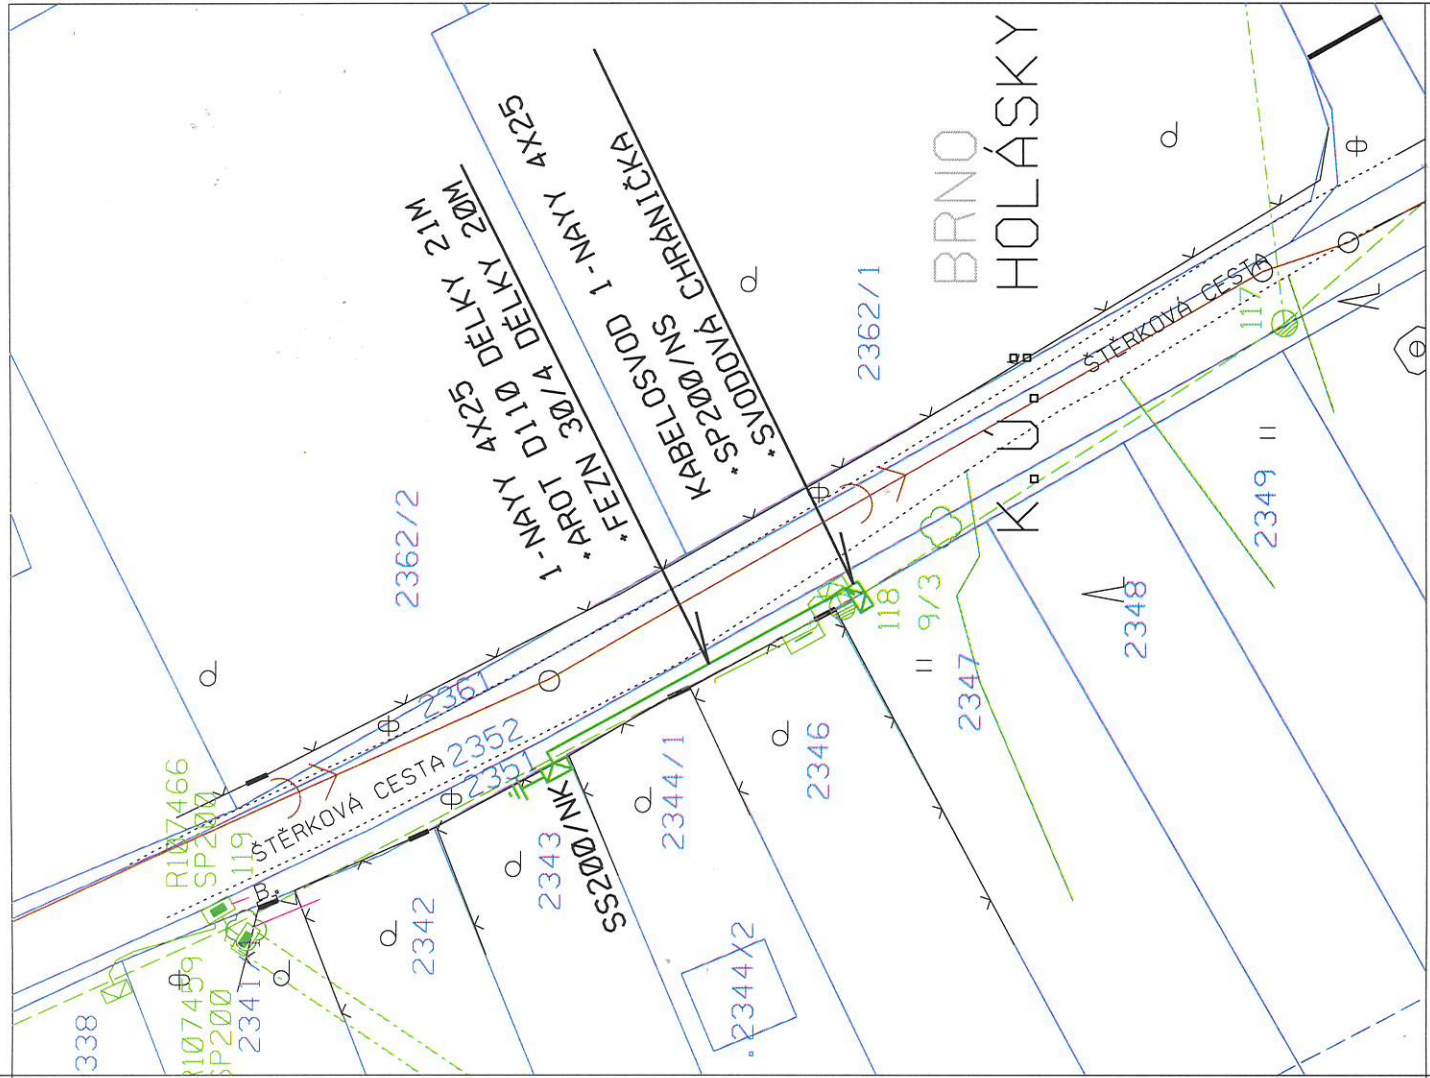 1-NAYY 4X25
+AROT D110 DÉLKY 21M
+FEZN 30/4 DÉLKY 20M
KABELOSVOD 1-NAYY 4X25
+SP200/NS
+SVODOVÁ CHRÁNIČKA
BRNO
HOLÁSKY
K.Ú.
2362/2
2362/1
2361
2352
2351
ŠTĚRKOVÁ CESTA
ŠTĚRKOVÁ CESTA
R107466
SP200
119
R107459
SP200
338
2341
2342
2343
SS200/NK
2344/1
.2344/2
2346
118
9/3
2347
2348
2349
117